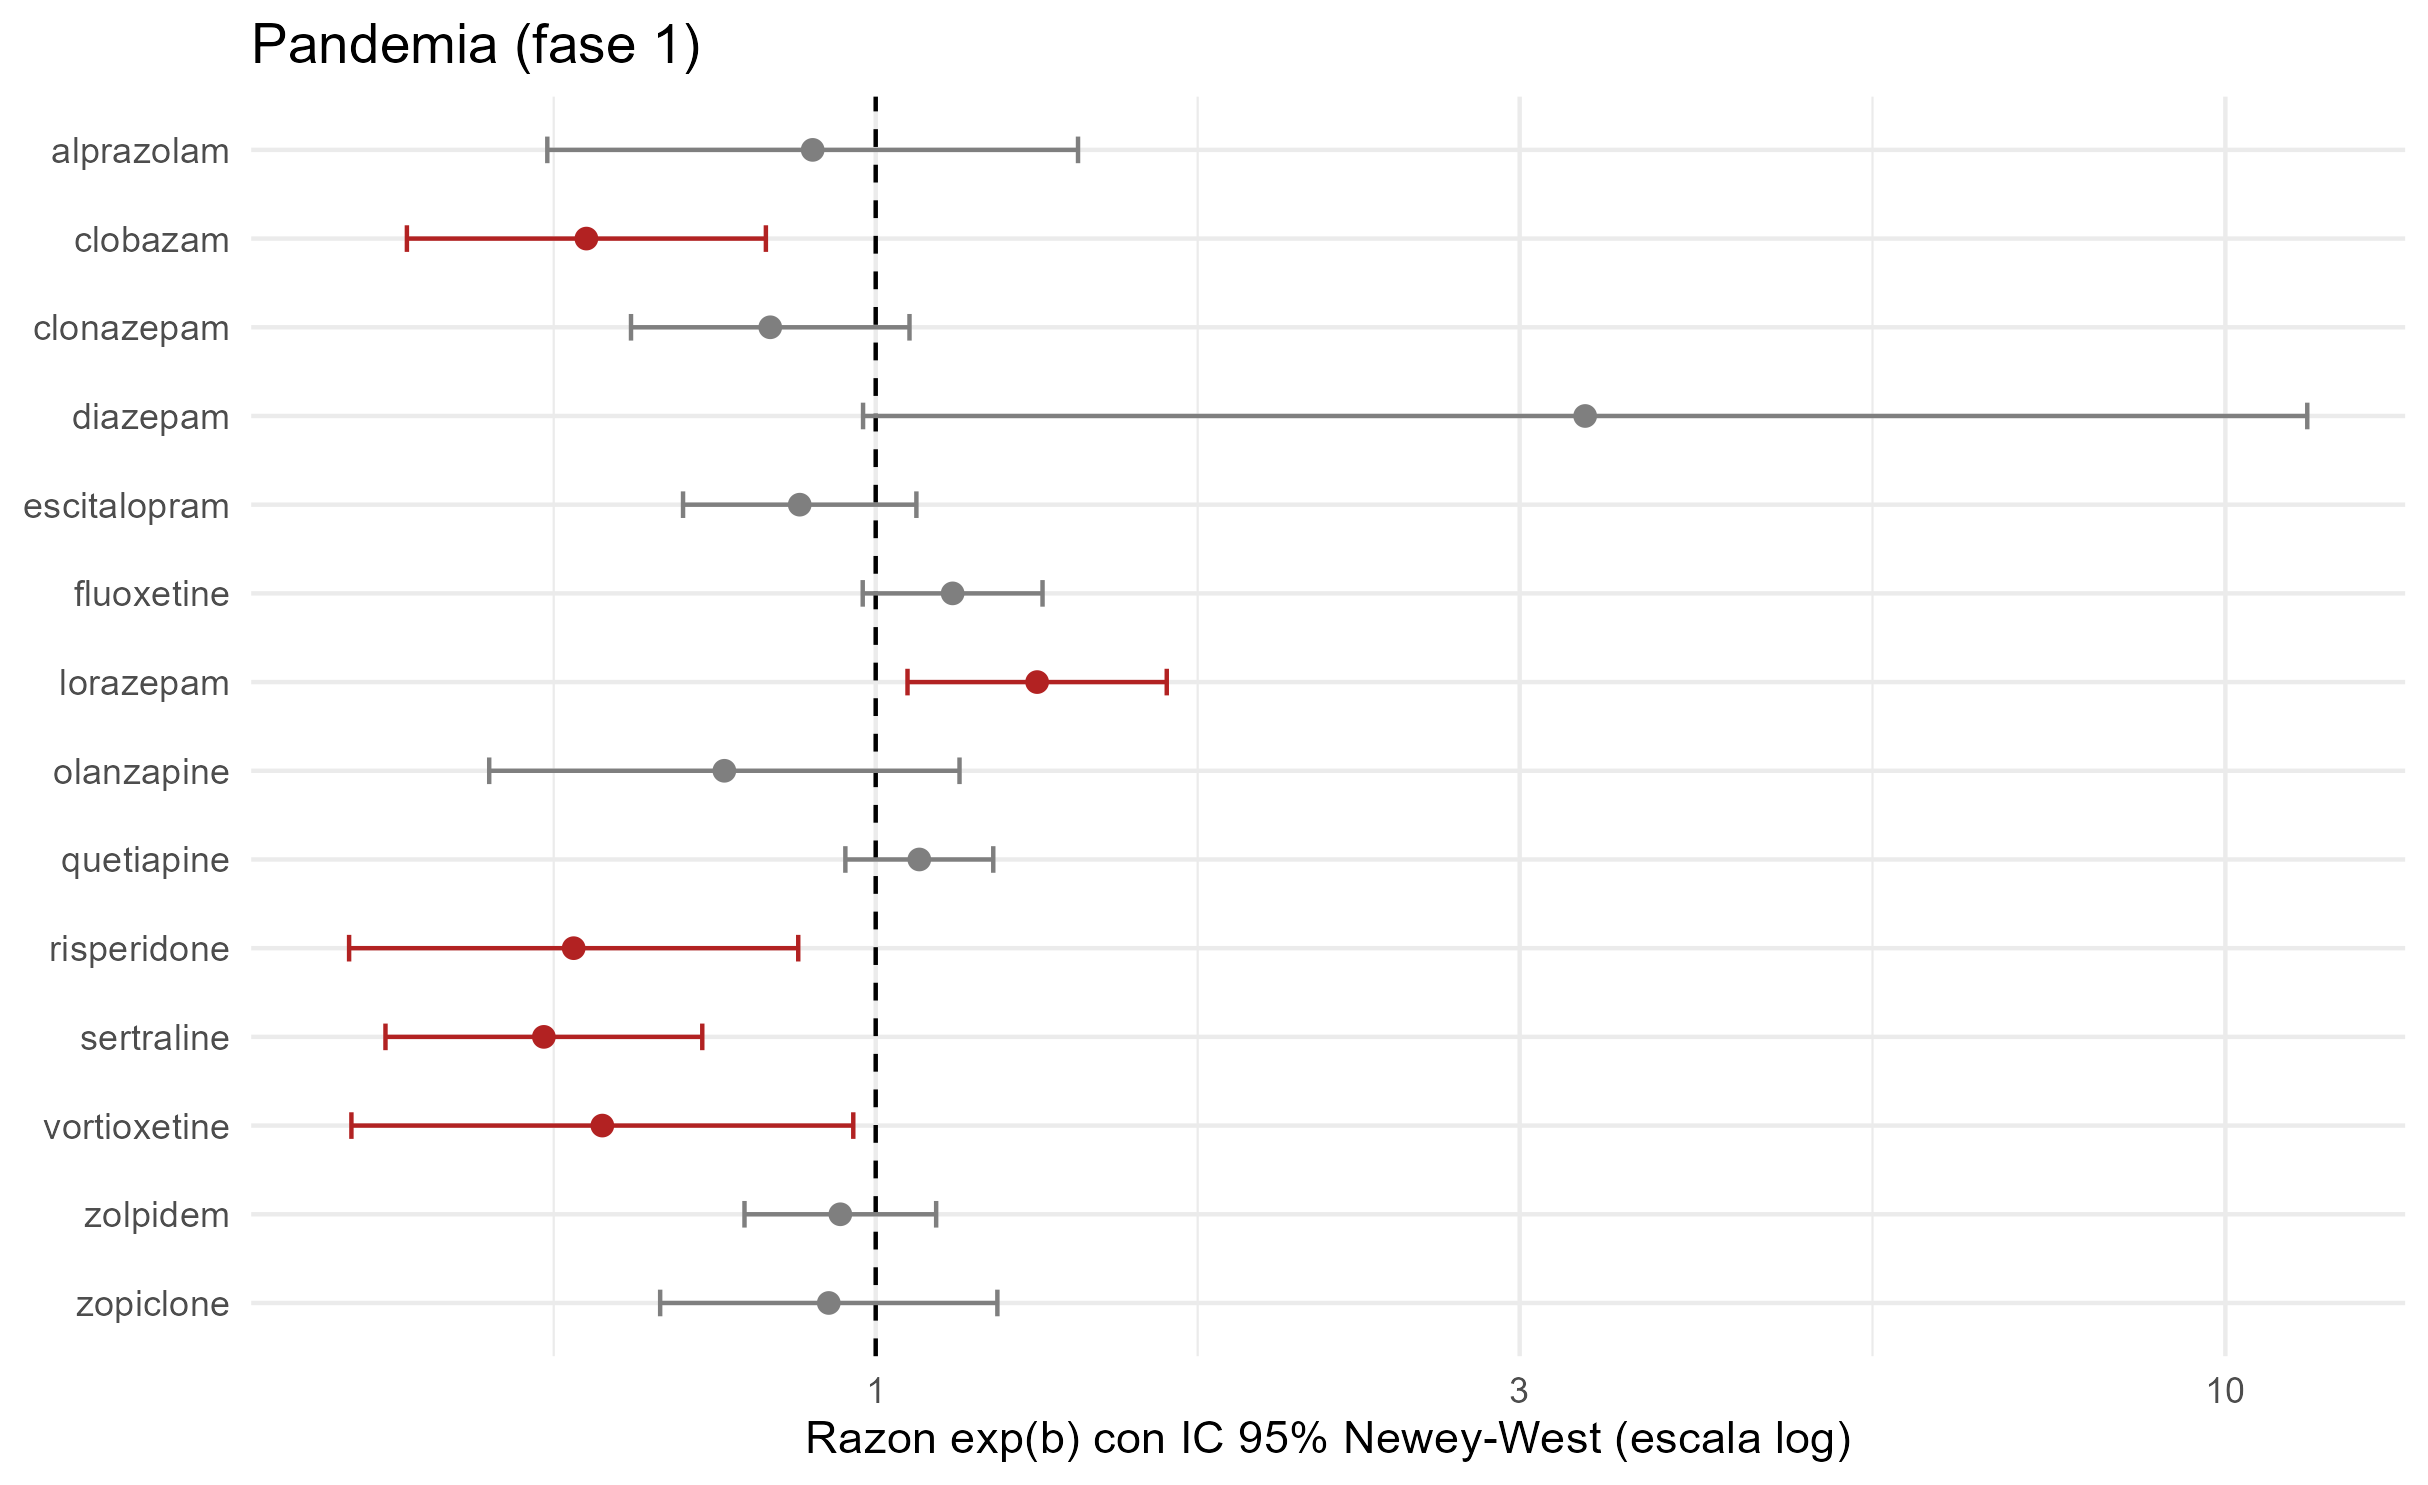 Pandemia (fase 1)
alprazolam
clobazam
clonazepam
diazepam
escitalopram
fluoxetine
lorazepam
olanzapine
quetiapine
risperidone
sertraline
vortioxetine
zolpidem
zopiclone
1 3 10
Razon exp(b) con IC 95% Newey-West (escala log)